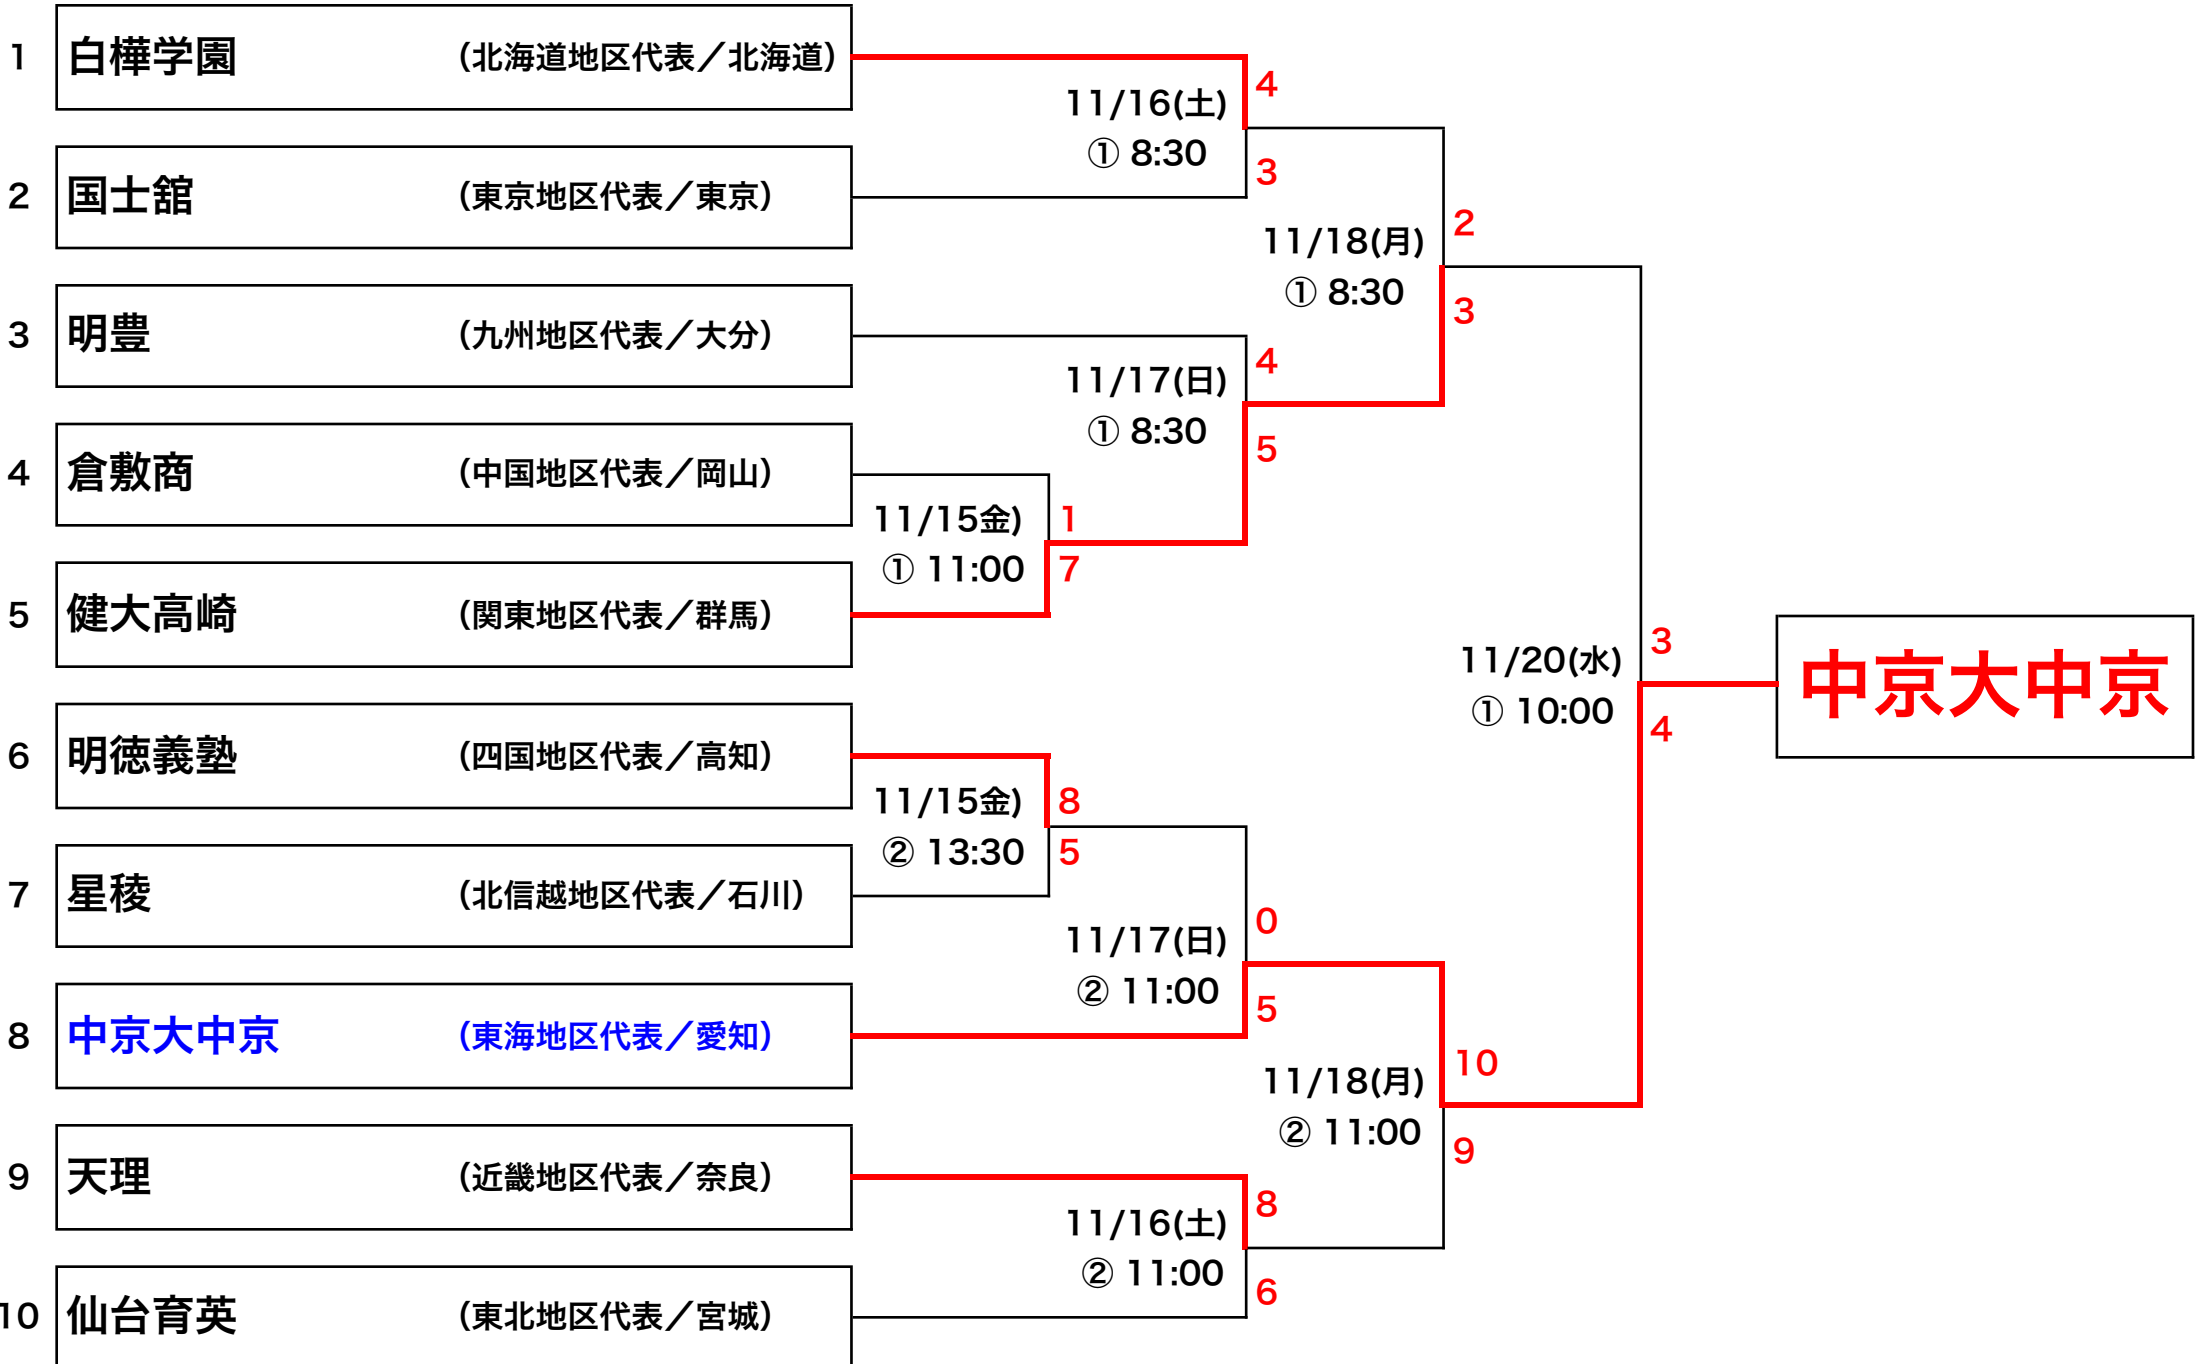 1 白樺学園 （北海道地区代表／北海道）
4
11/16(土)
① 8:30
3
2 国士舘 （東京地区代表／東京）
2
11/18(月)
① 8:30
3
3 明豊 （九州地区代表／大分）
4
11/17(日)
① 8:30
5
4 倉敷商 （中国地区代表／岡山）
11/15金) 1
① 11:00 7
5 健大高崎 （関東地区代表／群馬）
3
11/20(水)
① 10:00
4
中京大中京
6 明徳義塾 （四国地区代表／高知）
11/15金) 8
② 13:30 5
7 星稜 （北信越地区代表／石川）
0
11/17(日)
② 11:00
5
8 中京大中京 （東海地区代表／愛知）
10
11/18(月)
② 11:00
9
9 天理 （近畿地区代表／奈良）
8
11/16(土)
② 11:00
6
10 仙台育英 （東北地区代表／宮城）